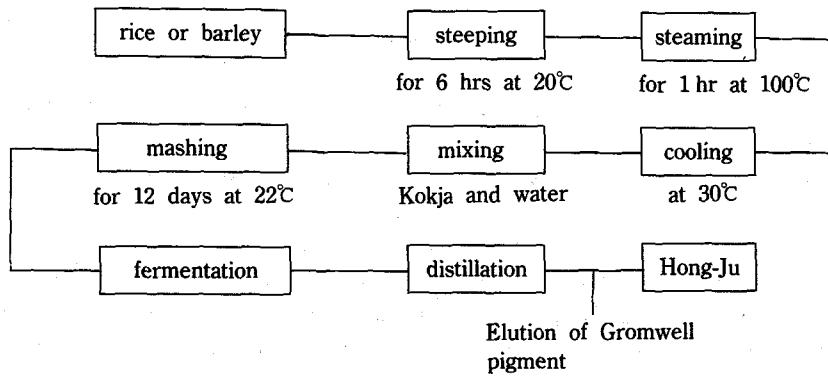 rice or barley
steeping
steaming
for 6 hrs at 20℃
for 1 hr at 100℃
mashing
mixing
cooling
for 12 days at 22℃
Kokja and water
at 30℃
fermentation
distillation
Hong-Ju
Elution of Gromwell
pigment